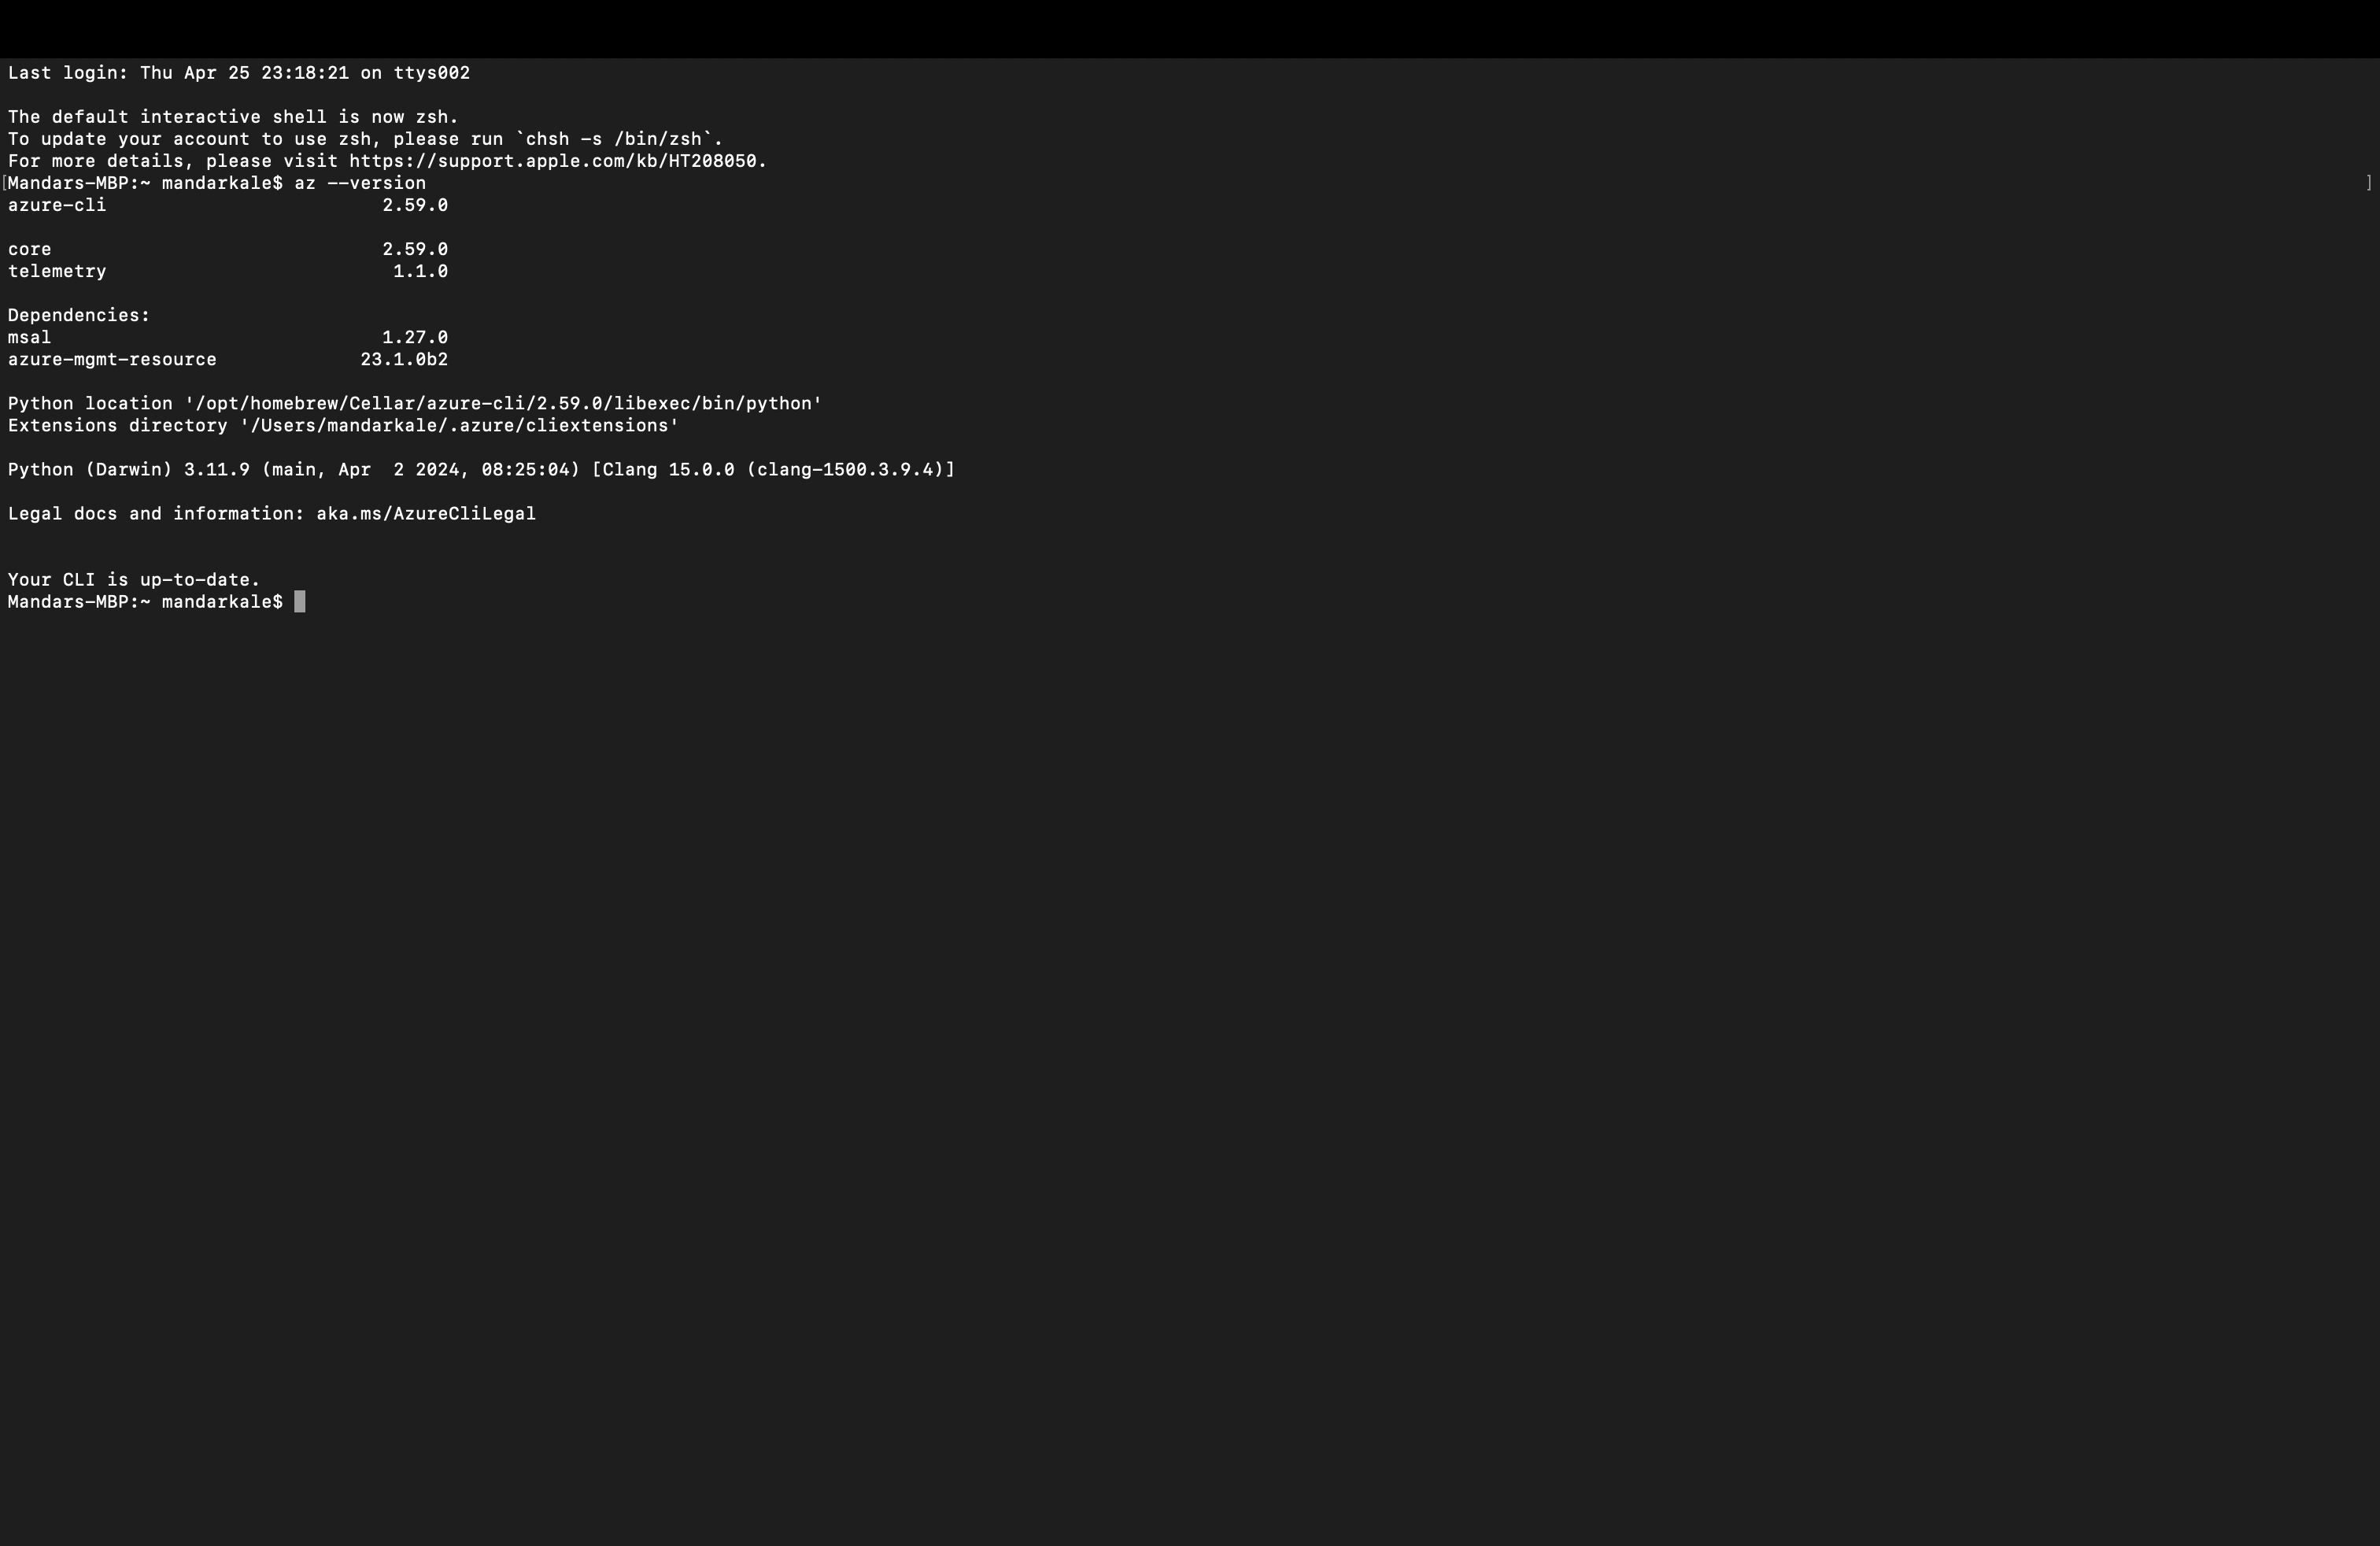 Last login: Thu Apr 25 23:18:21 on ttys002
The default interactive shell is now zsh.
To update your account to use zsh, please run `chsh -s /bin/zsh`.
For more details, please visit https://support.apple.com/kb/HT208050.
[Mandars-MBP:~ mandarkale$ az --version ]
azure-cli                         2.59.0
core                              2.59.0
telemetry                          1.1.0
Dependencies:
msal                              1.27.0
azure-mgmt-resource             23.1.0b2
Python location '/opt/homebrew/Cellar/azure-cli/2.59.0/libexec/bin/python'
Extensions directory '/Users/mandarkale/.azure/cliextensions'
Python (Darwin) 3.11.9 (main, Apr  2 2024, 08:25:04) [Clang 15.0.0 (clang-1500.3.9.4)]
Legal docs and information: aka.ms/AzureCliLegal
Your CLI is up-to-date.
Mandars-MBP:~ mandarkale$